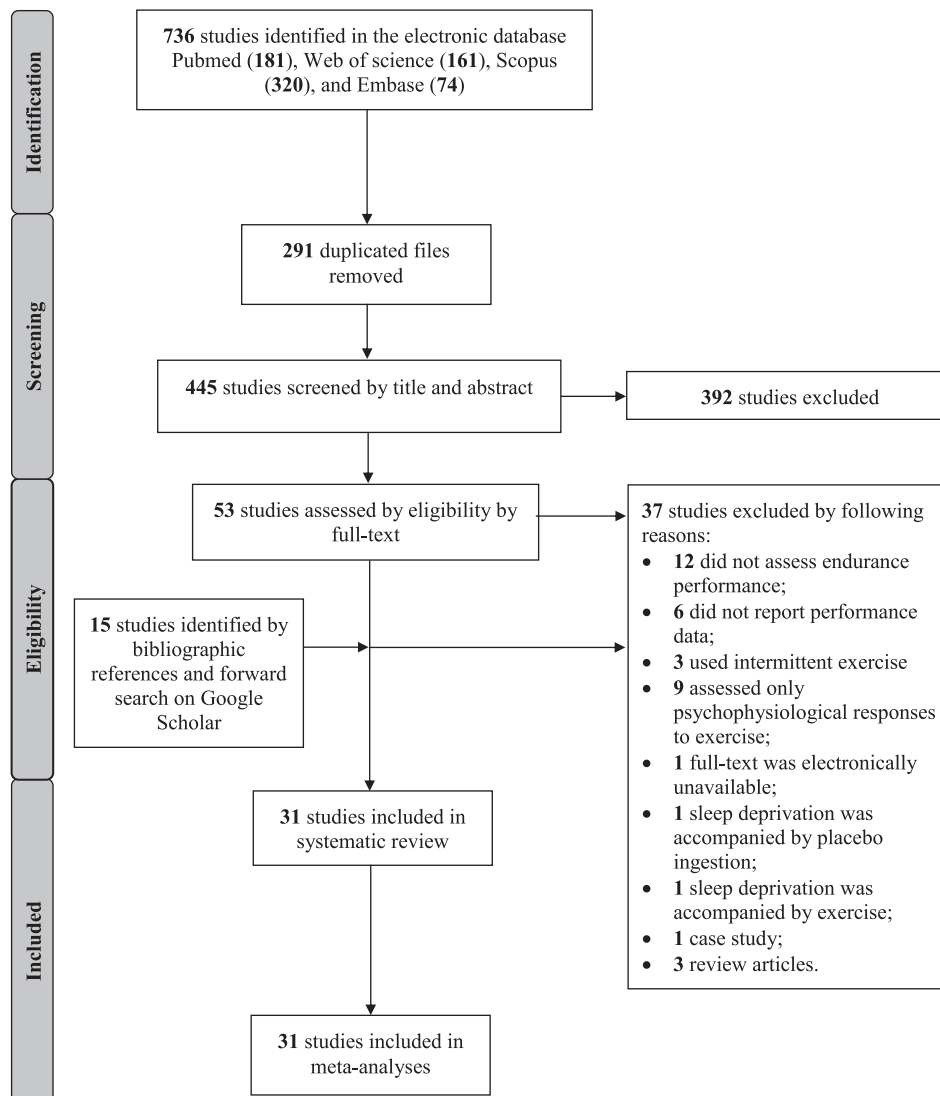 Identification
736 studies identified in the electronic database
Pubmed (181), Web of science (161), Scopus
(320), and Embase (74)
Screening
291 duplicated files
removed
445 studies screened by title and abstract
392 studies excluded
Eligibility
53 studies assessed by eligibility by
full-text
37 studies excluded by following
reasons:
• 12 did not assess endurance
performance;
• 6 did not report performance
data;
• 3 used intermittent exercise
• 9 assessed only
psychophysiological responses
to exercise;
• 1 full-text was electronically
unavailable;
• 1 sleep deprivation was
accompanied by placebo
ingestion;
• 1 sleep deprivation was
accompanied by exercise;
• 1 case study;
• 3 review articles.
15 studies identified by
bibliographic
references and forward
search on Google
Scholar
Included
31 studies included in
systematic review
31 studies included in
meta-analyses